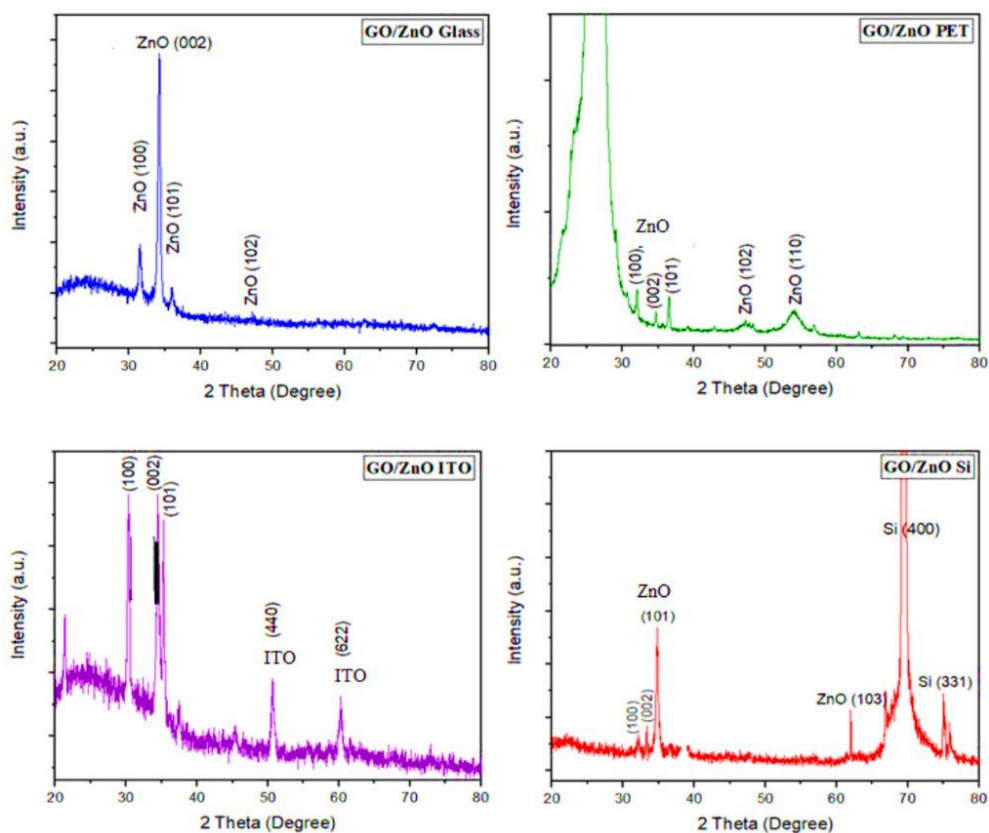 GO/ZnO Glass
ZnO (002)
ZnO (100)
ZnO (101)
ZnO (102)
Intensity (a.u.)
20 30 40 50 60 70 80
2 Theta (Degree)
GO/ZnO PET
ZnO
(100),
(002)
(101)
ZnO (102)
ZnO (110)
Intensity (a.u.)
20 30 40 50 60 70 80
2 Theta (Degree)
GO/ZnO ITO
(100)
(002)
(101)
(440)
ITO
(622)
ITO
Intensity (a.u.)
20 30 40 50 60 70 80
2 Theta (Degree)
GO/ZnO Si
Si (400)
ZnO
(101)
(100)
(002)
ZnO (103)
Si (331)
Intensity (a.u.)
20 30 40 50 60 70 80
2 Theta (Degree)